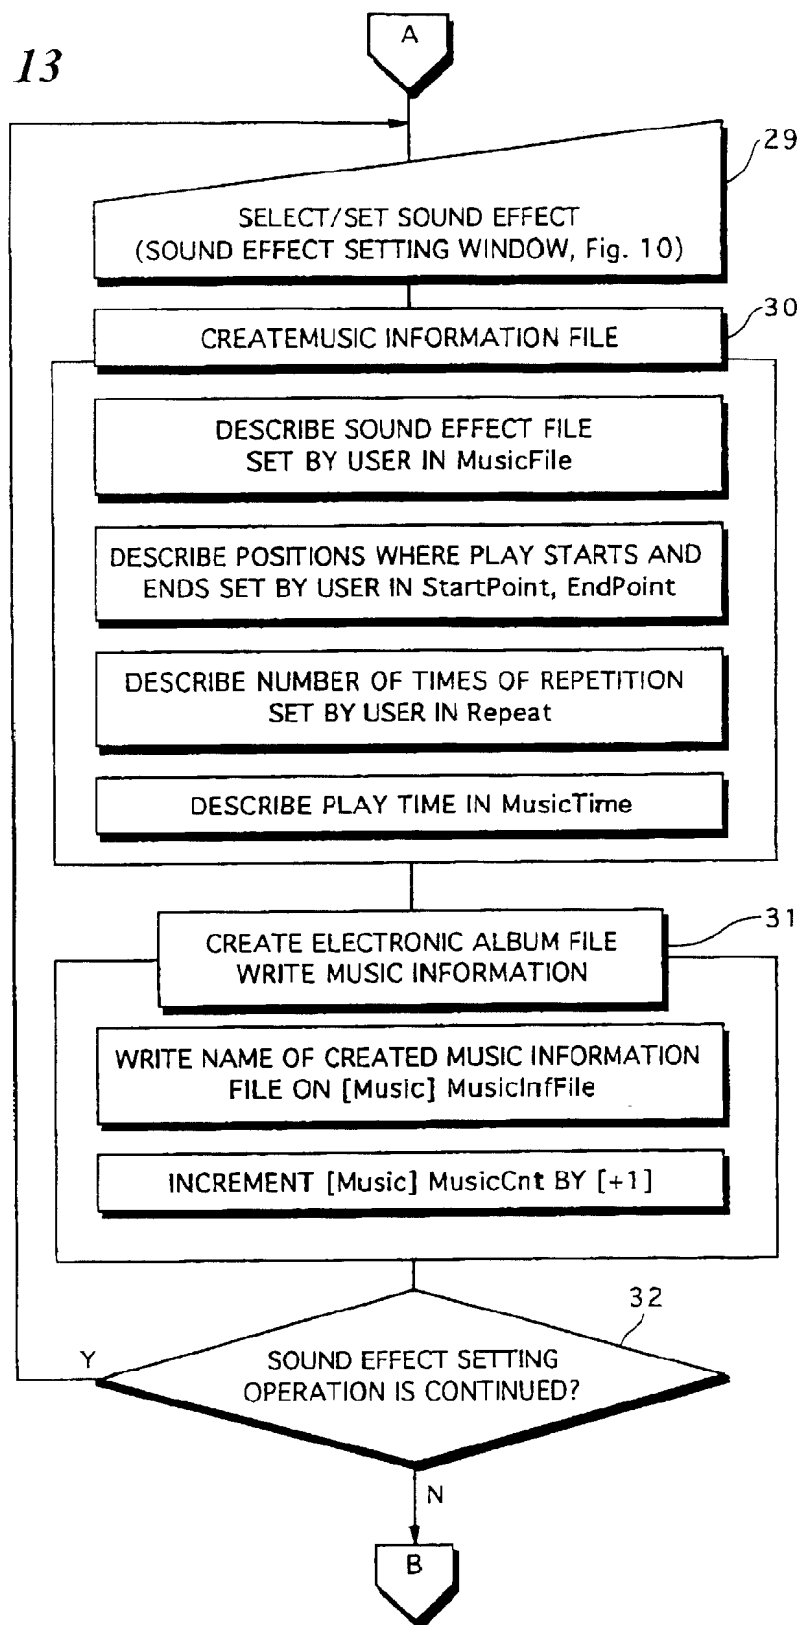 A
13
29
SELECT/SET SOUND EFFECT
(SOUND EFFECT SETTING WINDOW, Fig. 10)
30
CREATEMUSIC INFORMATION FILE
DESCRIBE SOUND EFFECT FILE
SET BY USER IN MusicFile
DESCRIBE POSITIONS WHERE PLAY STARTS AND
ENDS SET BY USER IN StartPoint, EndPoint
DESCRIBE NUMBER OF TIMES OF REPETITION
SET BY USER IN Repeat
DESCRIBE PLAY TIME IN MusicTime
31
CREATE ELECTRONIC ALBUM FILE
WRITE MUSIC INFORMATION
WRITE NAME OF CREATED MUSIC INFORMATION
FILE ON [Music] MusicInfFile
INCREMENT [Music] MusicCnt BY [+1]
32
Y
SOUND EFFECT SETTING
OPERATION IS CONTINUED?
N
B